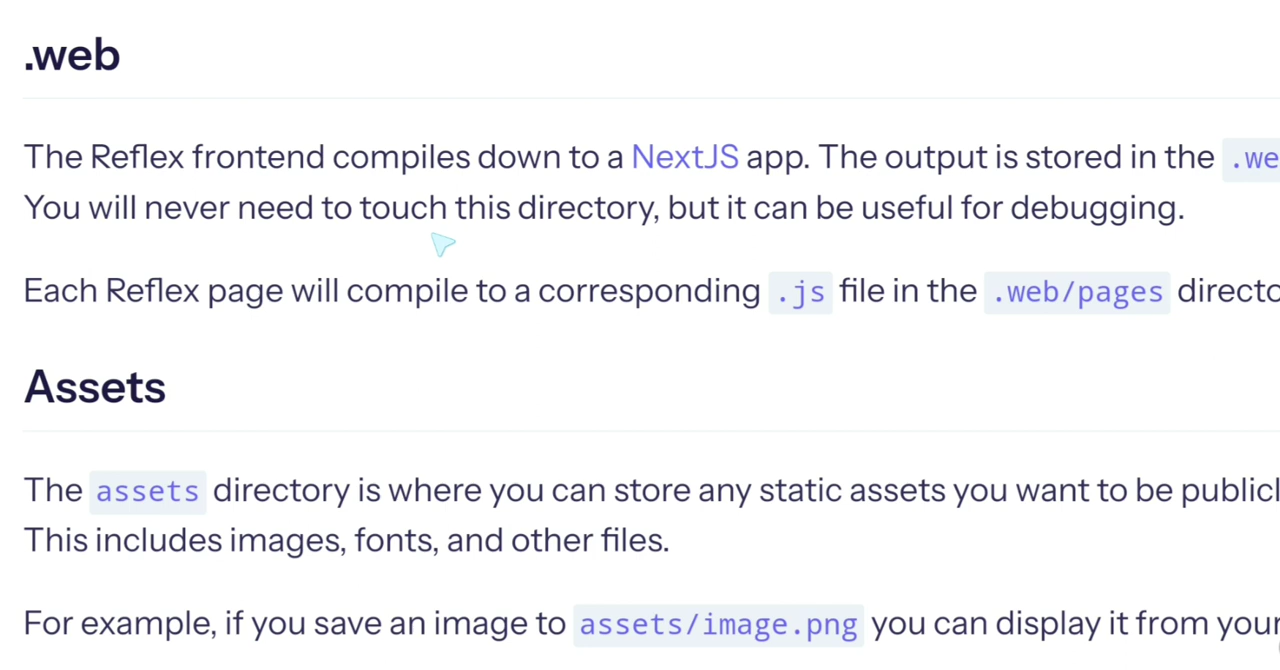 .web
The Reflex frontend compiles down to a NextJS app. The output is stored in the .we
You will never need to touch this directory, but it can be useful for debugging.
Each Reflex page will compile to a corresponding .js file in the .web/pages directo
Assets
The assets directory is where you can store any static assets you want to be publicl
This includes images, fonts, and other files.
For example, if you save an image to assets/image.png you can display it from your